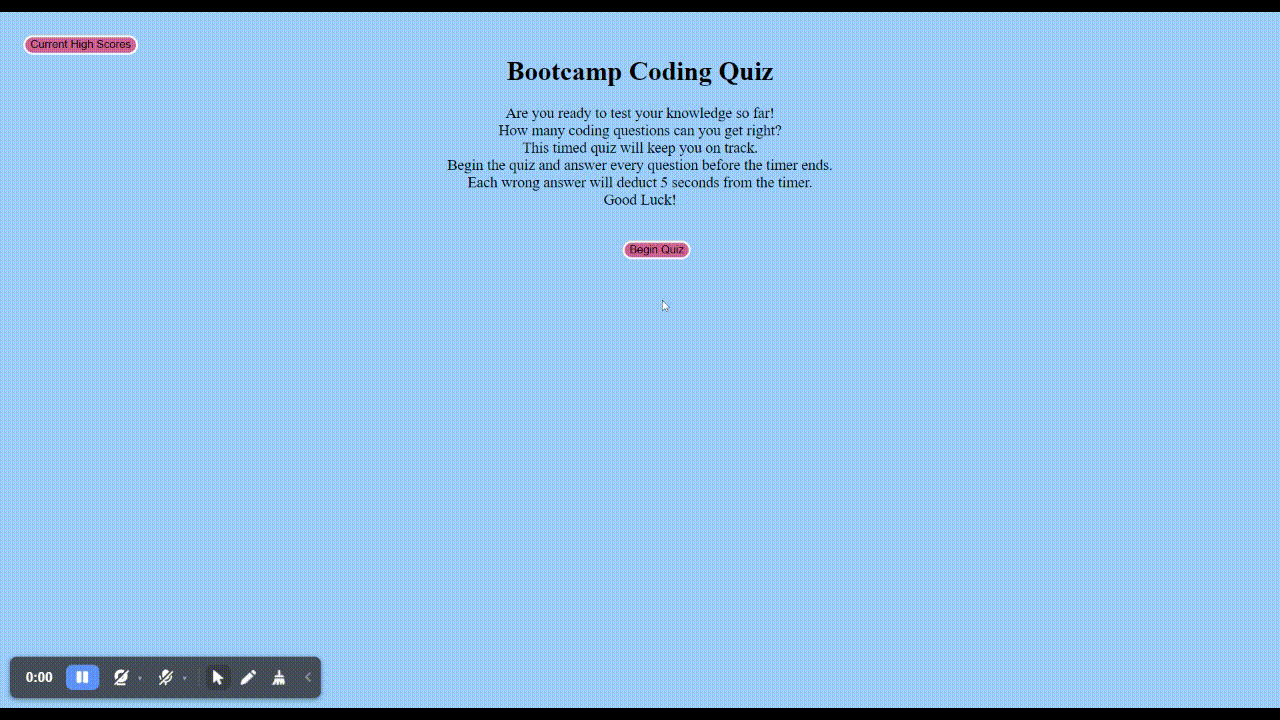 Current High Scores
Bootcamp Coding Quiz
Are you ready to test your knowledge so far!
How many coding questions can you get right?
This timed quiz will keep you on track.
Begin the quiz and answer every question before the timer ends.
Each wrong answer will deduct 5 seconds from the timer.
Good Luck!
Begin Quiz
0:00